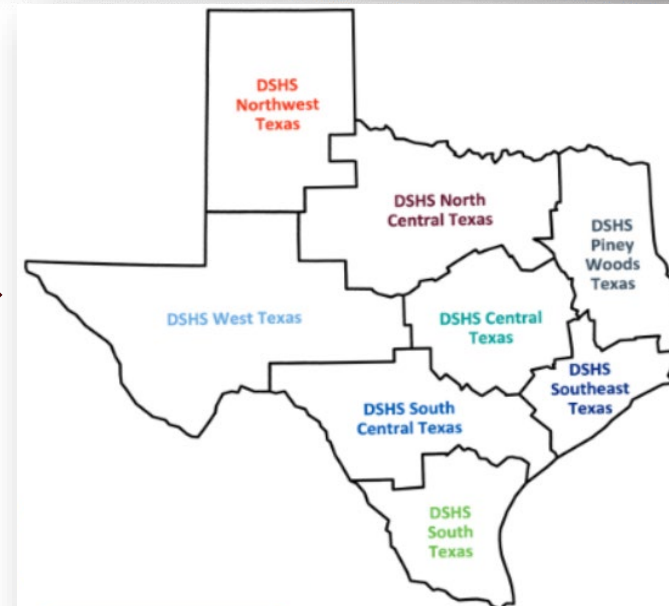 DSHS
Northwest
Texas
DSHS North
Central Texas
DSHS
Piney
Woods
Texas
DSHS West Texas
DSHS Central
Texas
DSHS
Southeast
Texas
DSHS South
Central Texas
DSHS
South
Texas